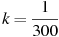 k = 1/300